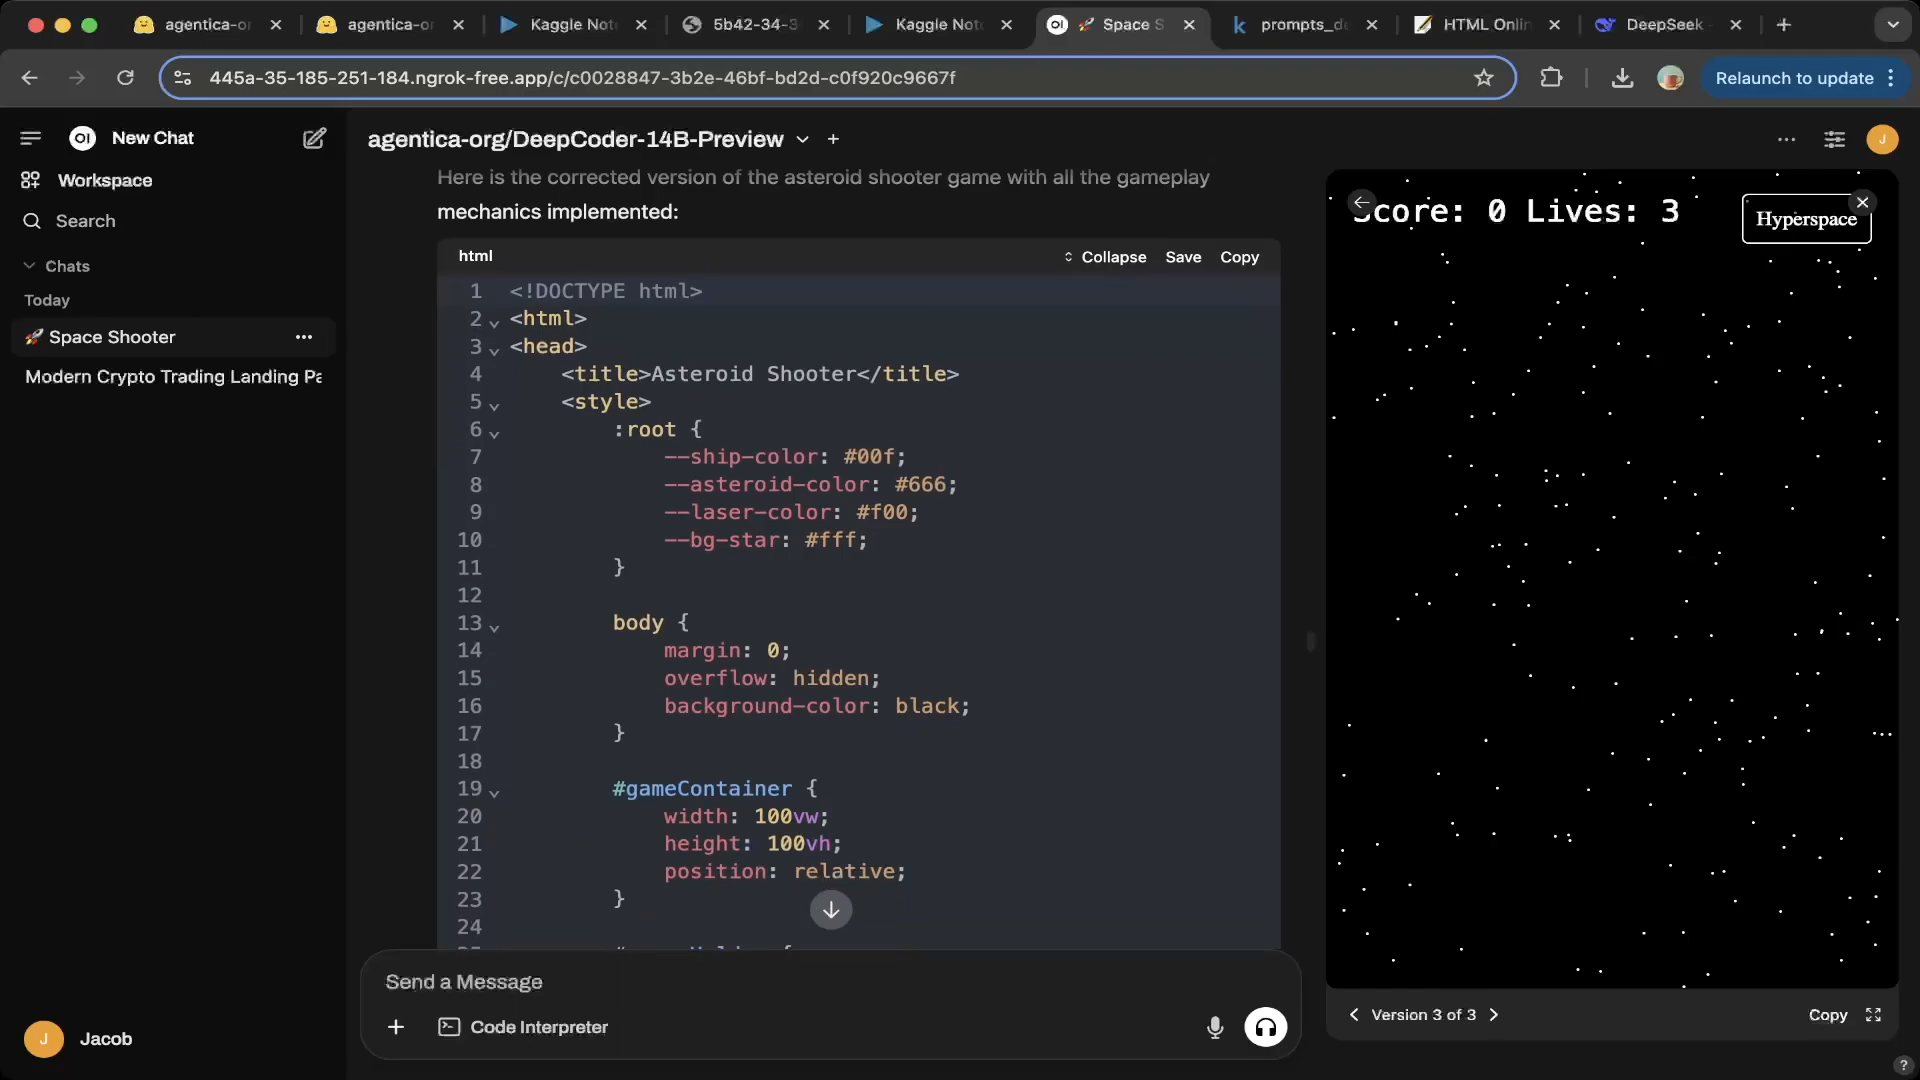 agentica-or
agentica-or
Kaggle Not
5b42-34-3
Kaggle Not
🚀 Space S
prompts_de
HTML Onlin
DeepSeek
445a-35-185-251-184.ngrok-free.app/c/c0028847-3b2e-46bf-bd2d-c0f920c9667f
Relaunch to update
OI New Chat
Workspace
Search
Chats
Today
🚀 Space Shooter
Modern Crypto Trading Landing Pa
J Jacob
agentica-org/DeepCoder-14B-Preview
J
Here is the corrected version of the asteroid shooter game with all the gameplay
mechanics implemented:
html
Collapse Save Copy
1 <!DOCTYPE html>
2 <html>
3 <head>
4 <title>Asteroid Shooter</title>
5 <style>
6 :root {
7 --ship-color: #00f;
8 --asteroid-color: #666;
9 --laser-color: #f00;
10 --bg-star: #fff;
11 }
12
13 body {
14 margin: 0;
15 overflow: hidden;
16 background-color: black;
17 }
18
19 #gameContainer {
20 width: 100vw;
21 height: 100vh;
22 position: relative;
23 }
24
Send a Message
Code Interpreter
Score: 0 Lives: 3
Hyperspace
Version 3 of 3
Copy
?